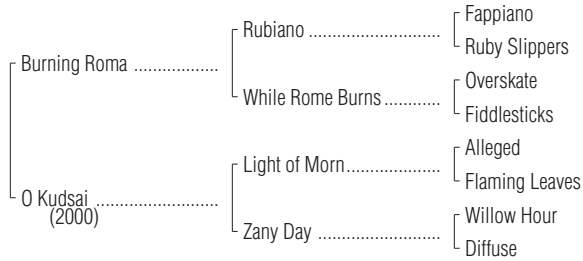 Fappiano
Rubiano ..............................
Ruby Slippers
Burning Roma ...................
Overskate
While Rome Burns .............
Fiddlesticks
Alleged
Light of Morn.....................
Flaming Leaves
O Kudsai ............................
(2000)
Willow Hour
Zany Day ...........................
Diffuse